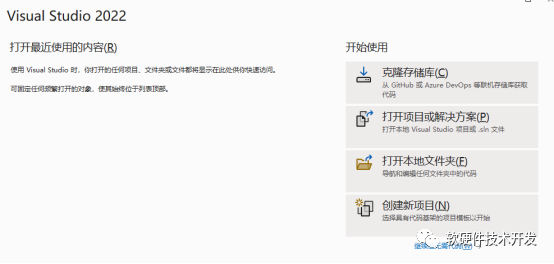 Visual Studio 2022
打开最近使用的内容(R)
使用 Visual Studio 时，你打开的任何项目、文件夹或文件都将显示在此处供你快速访问。
可固定任何频繁打开的对象，使其始终位于列表顶部。
开始使用
克隆存储库(C)
从 GitHub 或 Azure DevOps 等联机存储库获取
代码
打开项目或解决方案(P)
打开本地 Visual Studio 项目或 .sln 文件
打开本地文件夹(F)
导航和编辑任何文件夹中的代码
创建新项目(N)
选择具有代码基架的项目模板以开始
软硬件技术开发